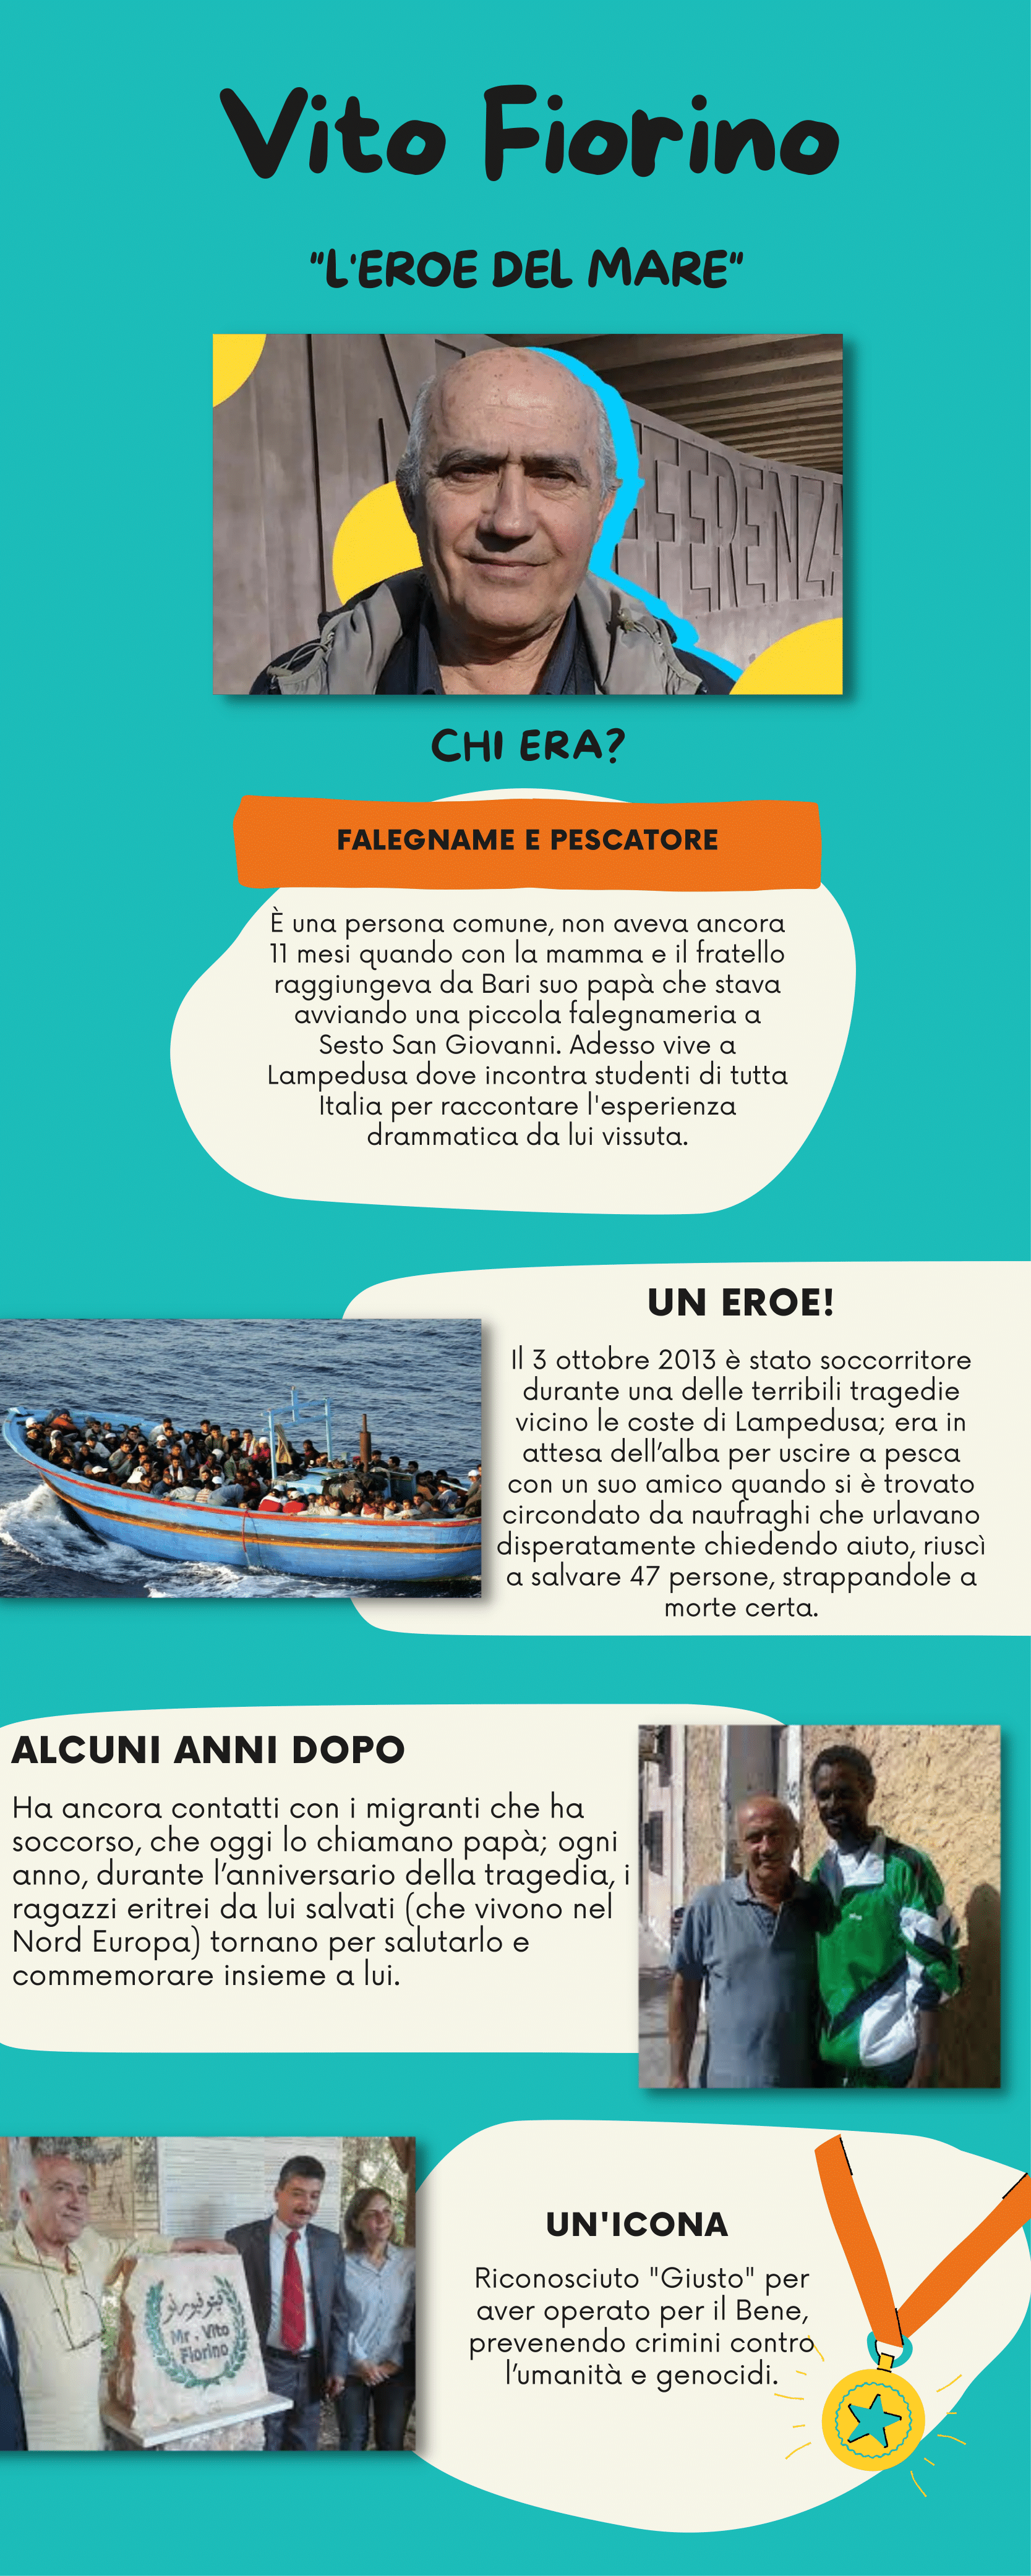 Vito Fiorino
"L'EROE DEL MARE"
FFERENZA
CHI ERA?
FALEGNAME E PESCATORE
È una persona comune, non aveva ancora
11 mesi quando con la mamma e il fratello
raggiungeva da Bari suo papà che stava
avviando una piccola falegnameria a
Sesto San Giovanni. Adesso vive a
Lampedusa dove incontra studenti di tutta
Italia per raccontare l'esperienza
drammatica da lui vissuta.
UN EROE!
Il 3 ottobre 2013 è stato soccorritore
durante una delle terribili tragedie
vicino le coste di Lampedusa; era in
attesa dell’alba per uscire a pesca
con un suo amico quando si è trovato
circondato da naufraghi che urlavano
disperatamente chiedendo aiuto, riuscì
a salvare 47 persone, strappandole a
morte certa.
ALCUNI ANNI DOPO
Ha ancora contatti con i migranti che ha
soccorso, che oggi lo chiamano papà; ogni
anno, durante l’anniversario della tragedia, i
ragazzi eritrei da lui salvati (che vivono nel
Nord Europa) tornano per salutarlo e
commemorare insieme a lui.
Mr. Vito
Fiorino
UN'ICONA
Riconosciuto "Giusto" per
aver operato per il Bene,
prevenendo crimini contro
l’umanità e genocidi.